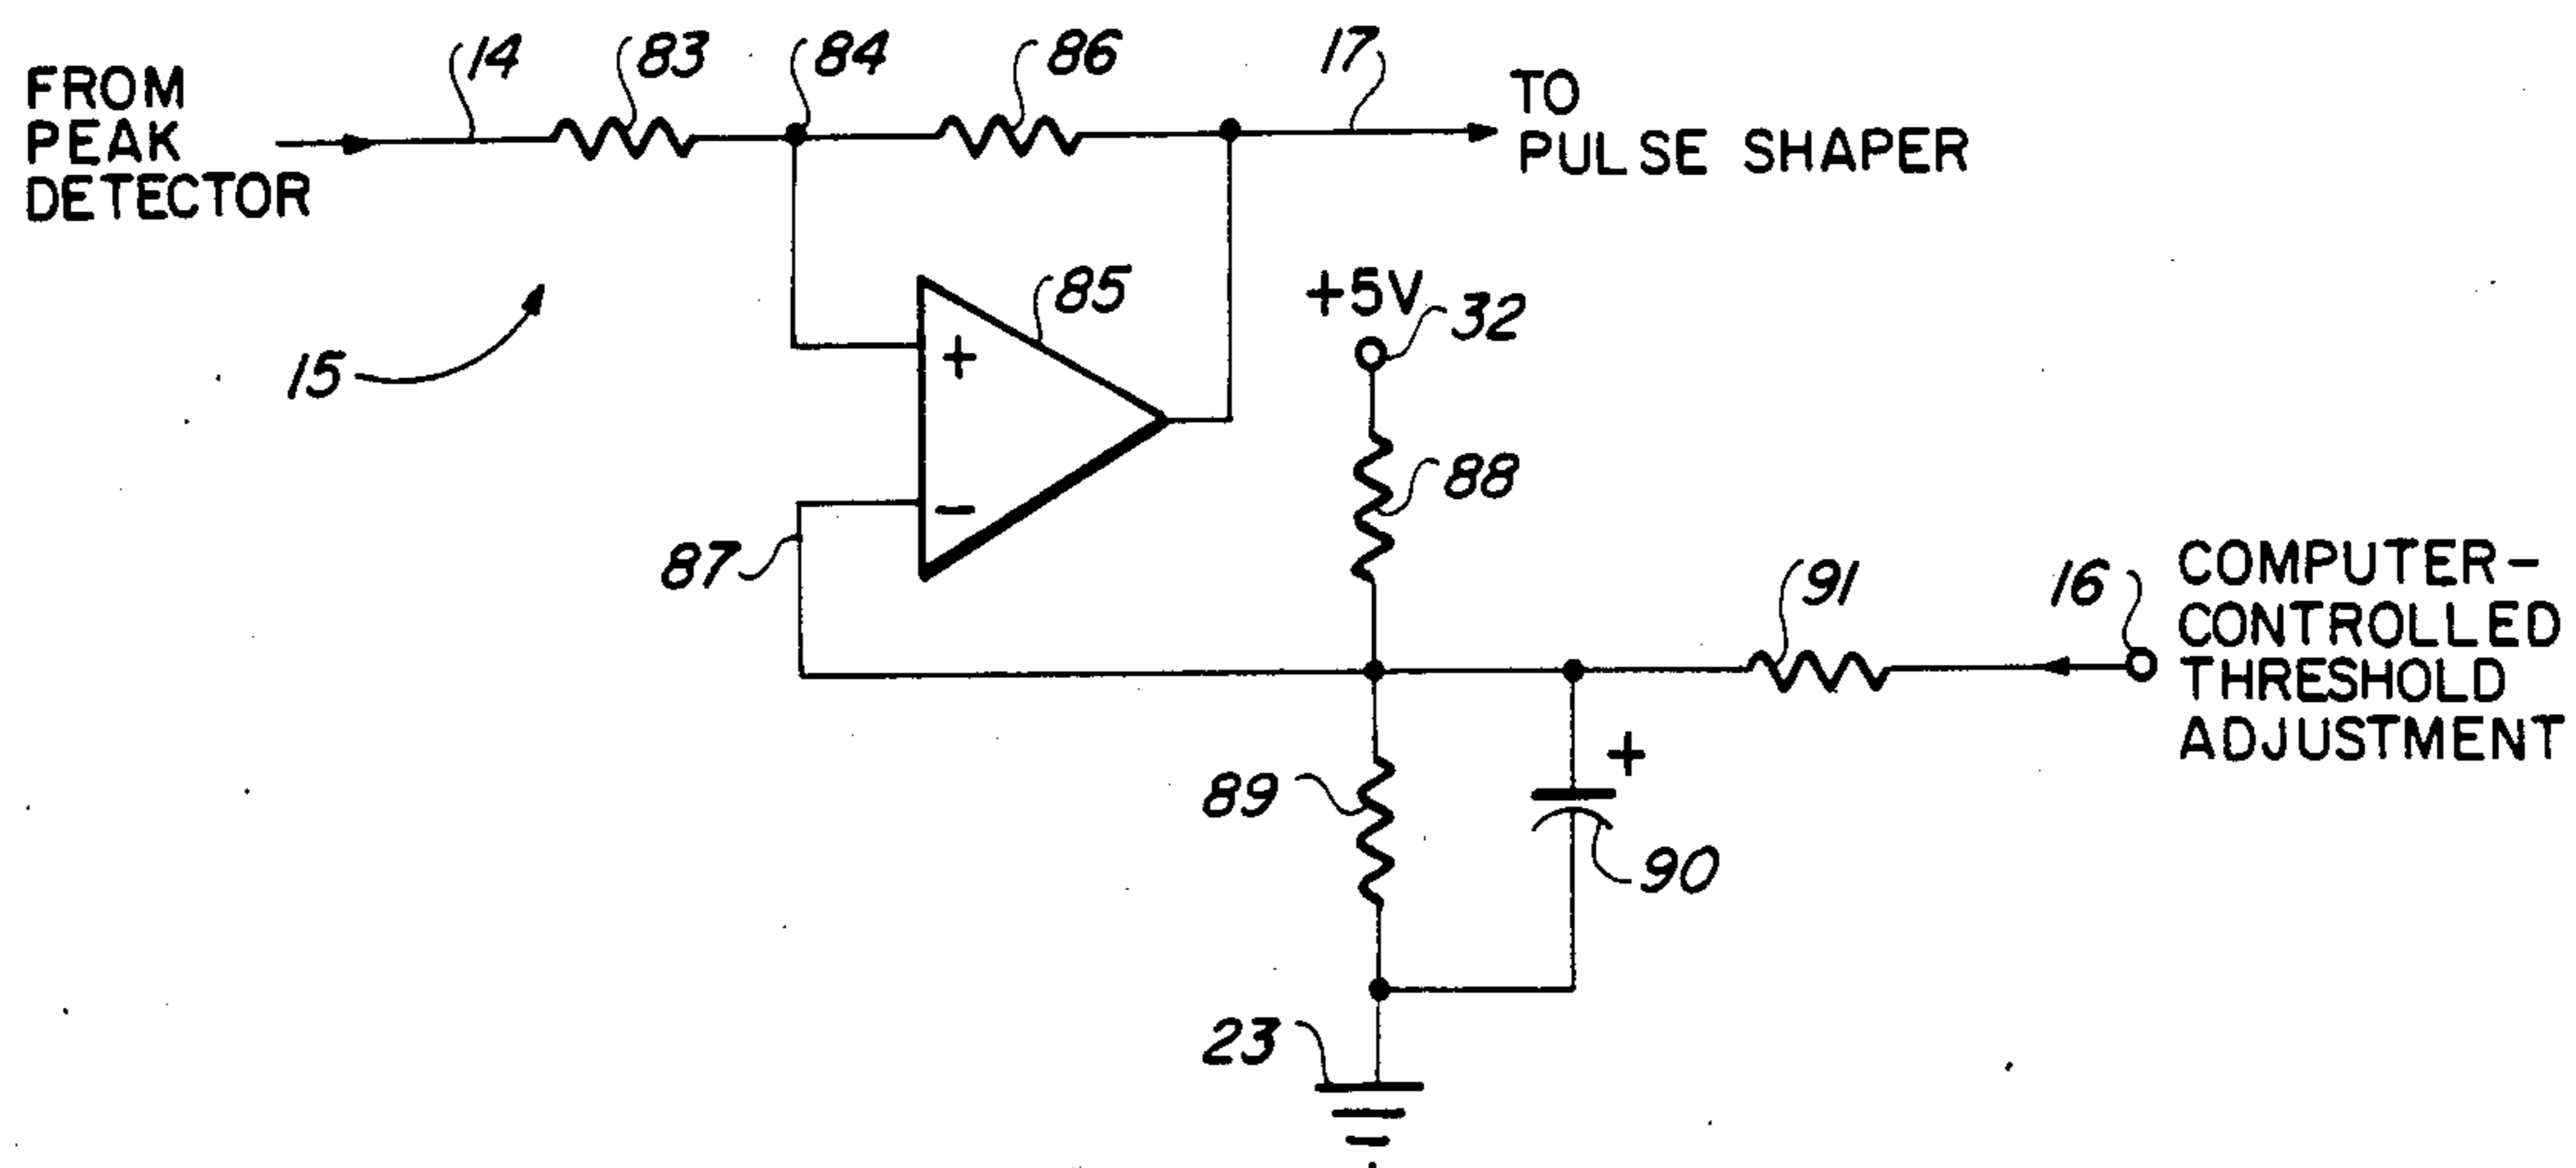 FROM
PEAK
DETECTOR
14
83
84
86
17
TO
PULSE SHAPER
15
85
+
-
87
+5V
32
88
91
16
COMPUTER-
CONTROLLED
THRESHOLD
ADJUSTMENT
89
+
90
23